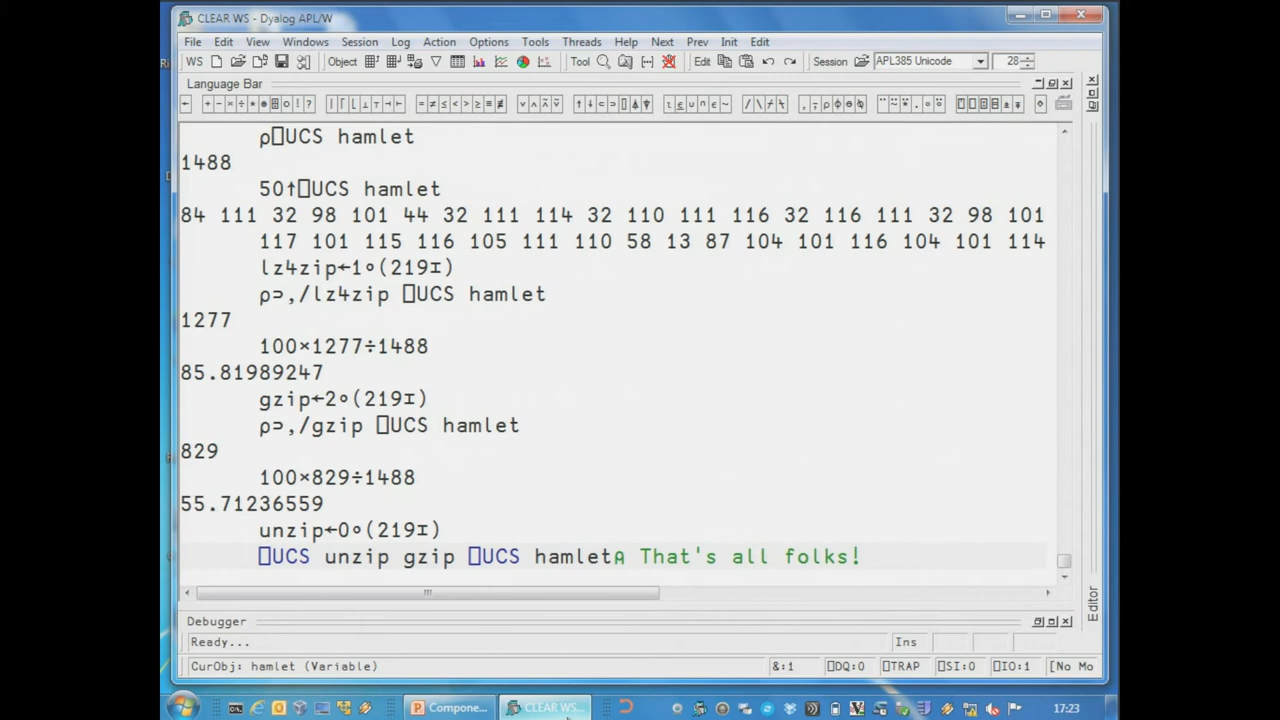 CLEAR WS - Dyalog APL/W
File Edit View Windows Session Log Action Options Tools Threads Help Next Prev Init Edit
WS Object Tool Edit Session APL385 Unicode 28
Language Bar
⍴⎕UCS hamlet
1488
50↑⎕UCS hamlet
84 111 32 98 101 44 32 111 114 32 110 111 116 32 116 111 32 98 101
117 101 115 116 105 111 110 58 13 87 104 101 116 104 101 114
lz4zip←1∘(219⌶)
⍴⊃,/lz4zip ⎕UCS hamlet
1277
100×1277÷1488
85.81989247
gzip←2∘(219⌶)
⍴⊃,/gzip ⎕UCS hamlet
829
100×829÷1488
55.71236559
unzip←0∘(219⌶)
⎕UCS unzip gzip ⎕UCS hamlet⍝ That's all folks!
Editor
Debugger
Ready...
Ins
CurObj: hamlet (Variable)
&:1 ⎕DQ:0 ⎕TRAP ⎕SI:0 ⎕IO:1 [No Mo
Compone... CLEAR WS... 17:23